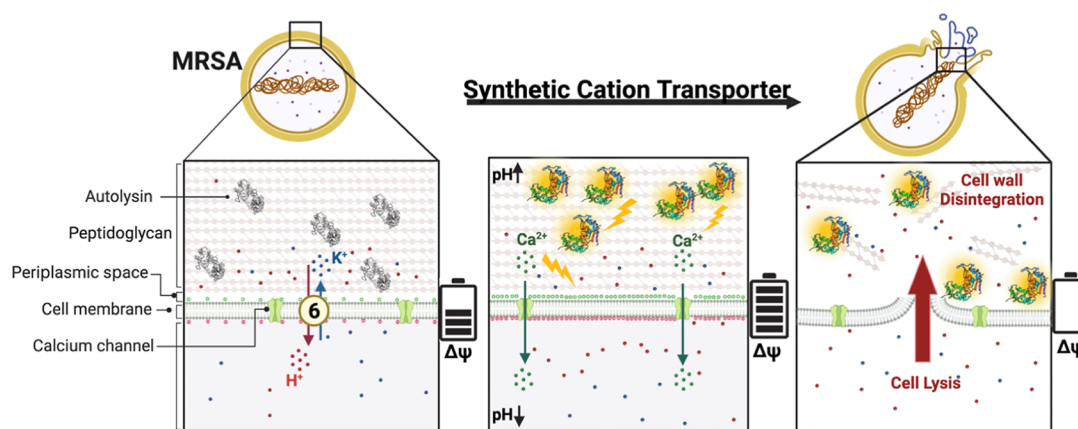 MRSA
Synthetic Cation Transporter
Autolysin
Peptidoglycan
Periplasmic space
Cell membrane
Calcium channel
K+
6
H+
Δψ
pH↑
Ca2+
Ca2+
pH↓
Δψ
Cell wall
Disintegration
Cell Lysis
Δψ